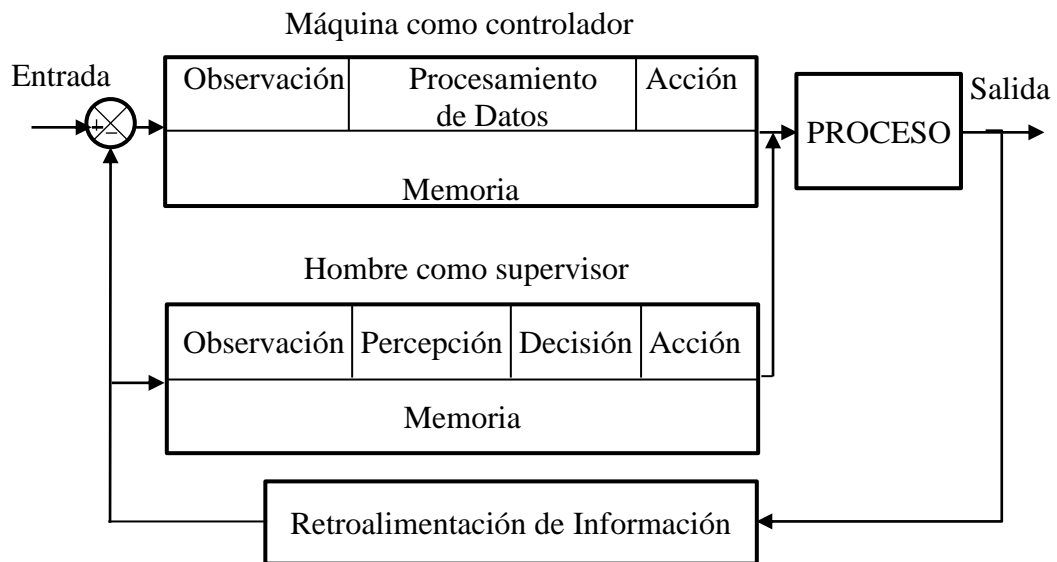 Máquina como controlador
Entrada
Observación
Procesamiento
de Datos
Acción
Memoria
+
−
PROCESO
Salida
Hombre como supervisor
Observación
Percepción
Decisión
Acción
Memoria
Retroalimentación de Información